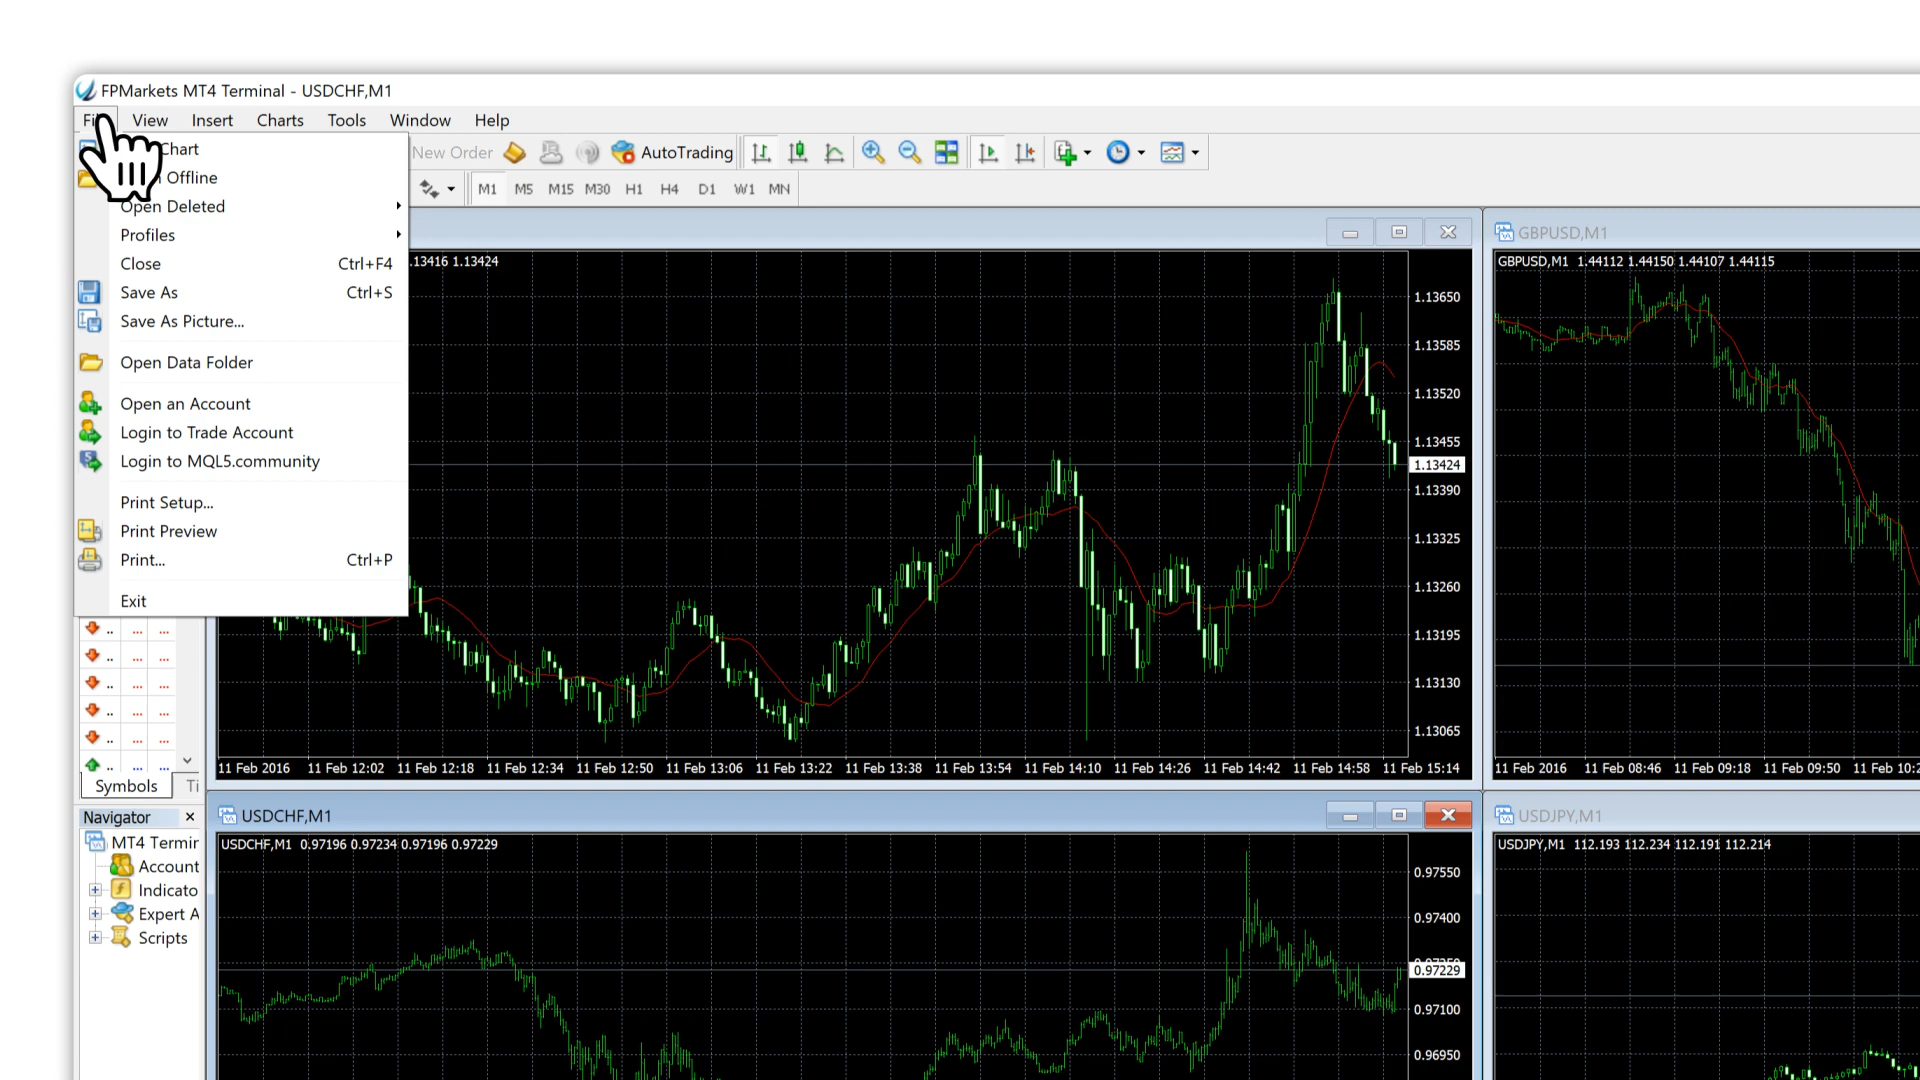 FPMarkets MT4 Terminal - USDCHF,M1
View Insert Charts Tools Window Help
Chart
Offline
Open Deleted
Profiles
Close Ctrl+F4
Save As Ctrl+S
Save As Picture...
Open Data Folder
Open an Account
Login to Trade Account
Login to MQL5.community
Print Setup...
Print Preview
Print... Ctrl+P
Exit
New Order AutoTrading
M1 M5 M15 M30 H1 H4 D1 W1 MN
.13416 1.13424
1.13650
1.13585
1.13520
1.13455
1.13424
1.13390
1.13325
1.13260
1.13195
1.13130
1.13065
11 Feb 2016 11 Feb 12:02 11 Feb 12:18 11 Feb 12:34 11 Feb 12:50 11 Feb 13:06 11 Feb 13:22 11 Feb 13:38 11 Feb 13:54 11 Feb 14:10 11 Feb 14:26 11 Feb 14:42 11 Feb 14:58 11 Feb 15:14
GBPUSD,M1
GBPUSD,M1 1.44112 1.44150 1.44107 1.44115
11 Feb 2016 11 Feb 08:46 11 Feb 09:18 11 Feb 09:50 11 Feb 10:2
Symbols Ti
Navigator
MT4 Termin
Account
Indicato
Expert A
Scripts
USDCHF,M1
USDCHF,M1 0.97196 0.97234 0.97196 0.97229
0.97550
0.97400
0.97229
0.97100
0.96950
USDJPY,M1
USDJPY,M1 112.193 112.234 112.191 112.214